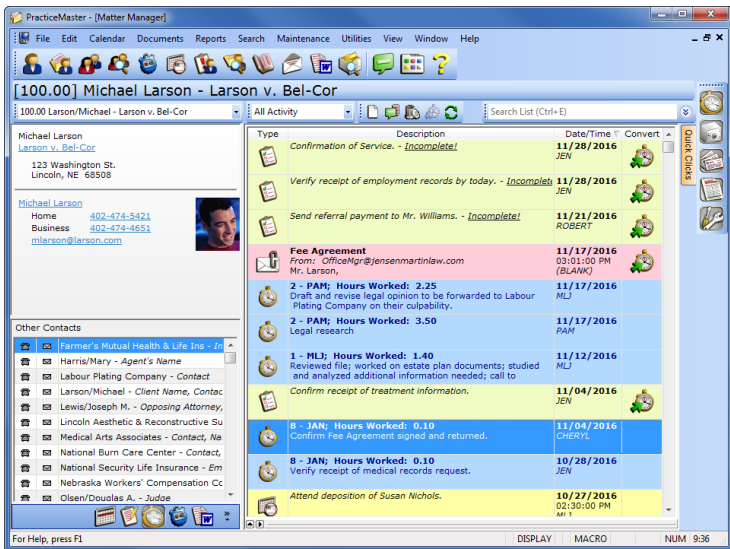 PracticeMaster - [Matter Manager]
File Edit Calendar Documents Reports Search Maintenance Utilities View Window Help
[100.00] Michael Larson - Larson v. Bel-Cor
100.00 Larson/Michael - Larson v. Bel-Cor
All Activity
Search List (Ctrl+E)
Michael Larson
Larson v. Bel-Cor
123 Washington St.
Lincoln, NE 68508
Michael Larson
Home 402-474-5421
Business 402-474-4651
mlarson@larson.com
Other Contacts
Farmer's Mutual Health & Life Ins - In
Harris/Mary - Agent's Name
Labour Plating Company - Contact
Larson/Michael - Client Name, Contac
Lewis/Joseph M. - Opposing Attorney,
Lincoln Aesthetic & Reconstructive Su
Medical Arts Associates - Contact, Na
National Burn Care Center - Contact,
National Security Life Insurance - Em
Nebraska Workers' Compensation Cc
Olsen/Douglas A. - Judge
Type Description Date/Time Convert
Confirmation of Service. - Incomplete! 11/28/2016
JEN
Verify receipt of employment records by today. - Incomplete 11/28/2016
JEN
Send referral payment to Mr. Williams. - Incomplete! 11/21/2016
ROBERT
Fee Agreement 11/17/2016
From: OfficeMgr@jensenmartinlaw.com 03:01:00 PM
Mr. Larson, (BLANK)
2 - PAM; Hours Worked: 2.25 11/17/2016
Draft and revise legal opinion to be forwarded to Labour MLJ
Plating Company on their culpability.
2 - PAM; Hours Worked: 3.50 11/17/2016
Legal research PAM
1 - MLJ; Hours Worked: 1.40 11/12/2016
Reviewed file; worked on estate plan documents; studied MLJ
and analyzed additional information needed; call to
Confirm receipt of treatment information. 11/04/2016
JEN
8 - JAN; Hours Worked: 0.10 11/04/2016
Confirm Fee Agreement signed and returned. CHERYL
8 - JAN; Hours Worked: 0.10 10/28/2016
Verify receipt of medical records request. JEN
Attend deposition of Susan Nichols. 10/27/2016
02:30:00 PM
MLJ
Quick Clicks
For Help, press F1
DISPLAY MACRO NUM 9:36